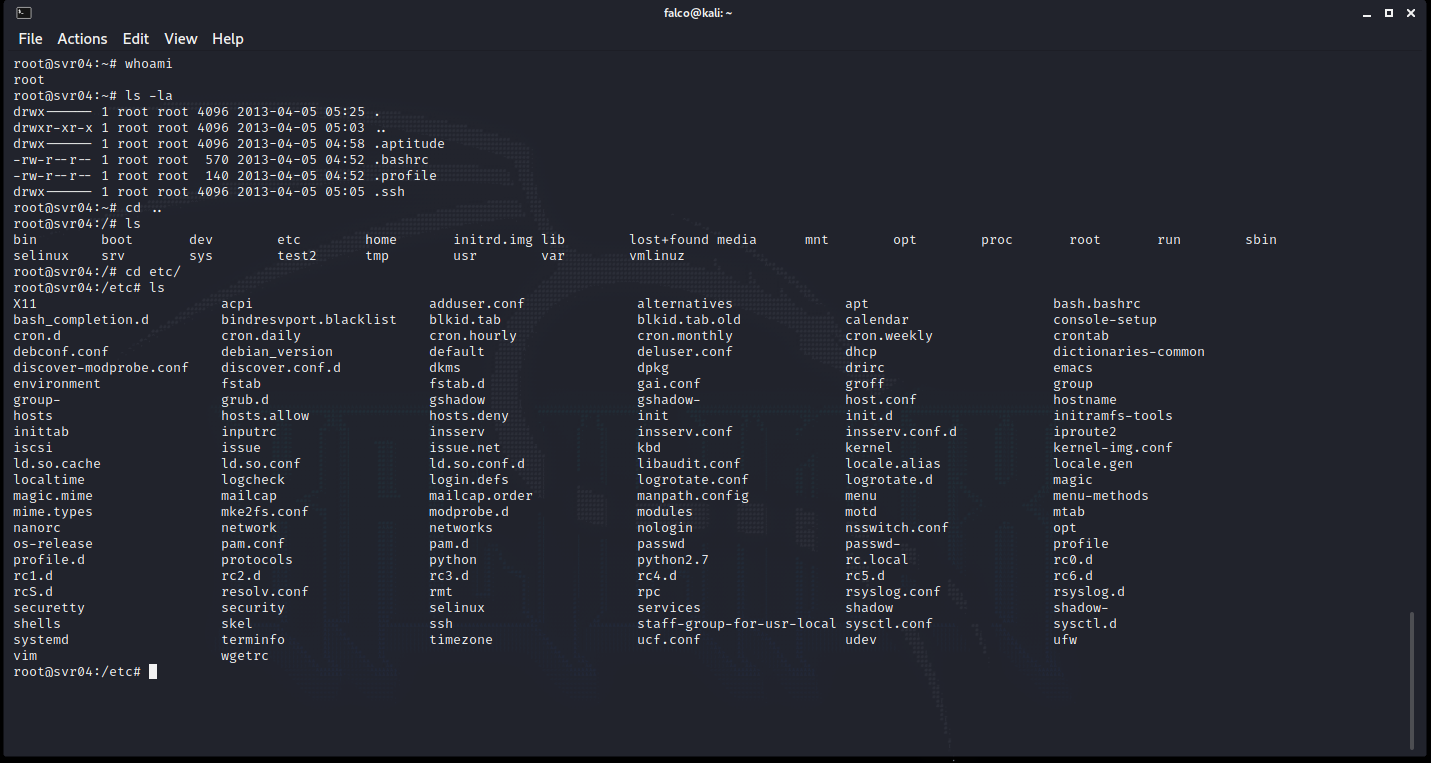 falco@kali: ~
File Actions Edit View Help
root@svr04:~# whoami
root
root@svr04:~# ls -la
drwx------ 1 root root 4096 2013-04-05 05:25 .
drwxr-xr-x 1 root root 4096 2013-04-05 05:03 ..
drwx------ 1 root root 4096 2013-04-05 04:58 .aptitude
-rw-r--r-- 1 root root  570 2013-04-05 04:52 .bashrc
-rw-r--r-- 1 root root  140 2013-04-05 04:52 .profile
drwx------ 1 root root 4096 2013-04-05 05:05 .ssh
root@svr04:~# cd ..
root@svr04:/# ls
bin boot dev etc home initrd.img lib lost+found media mnt opt proc root run sbin
selinux srv sys test2 tmp usr var vmlinuz
root@svr04:/# cd etc/
root@svr04:/etc# ls
X11 acpi adduser.conf alternatives apt bash.bashrc
bash_completion.d bindresvport.blacklist blkid.tab blkid.tab.old calendar console-setup
cron.d cron.daily cron.hourly cron.monthly cron.weekly crontab
debconf.conf debian_version default deluser.conf dhcp dictionaries-common
discover-modprobe.conf discover.conf.d dkms dpkg drirc emacs
environment fstab fstab.d gai.conf groff group
group- grub.d gshadow gshadow- host.conf hostname
hosts hosts.allow hosts.deny init init.d initramfs-tools
inittab inputrc insserv insserv.conf insserv.conf.d iproute2
iscsi issue issue.net kbd kernel kernel-img.conf
ld.so.cache ld.so.conf ld.so.conf.d libaudit.conf locale.alias locale.gen
localtime logcheck login.defs logrotate.conf logrotate.d magic
magic.mime mailcap mailcap.order manpath.config menu menu-methods
mime.types mke2fs.conf modprobe.d modules motd mtab
nanorc network networks nologin nsswitch.conf opt
os-release pam.conf pam.d passwd passwd- profile
profile.d protocols python python2.7 rc.local rc0.d
rc1.d rc2.d rc3.d rc4.d rc5.d rc6.d
rcS.d resolv.conf rmt rpc rsyslog.conf rsyslog.d
securetty security selinux services shadow shadow-
shells skel ssh staff-group-for-usr-local sysctl.conf sysctl.d
systemd terminfo timezone ucf.conf udev ufw
vim wgetrc
root@svr04:/etc#